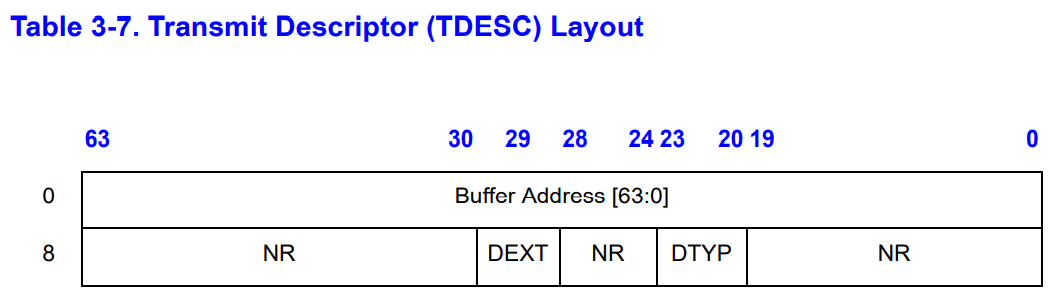 Table 3-7. Transmit Descriptor (TDESC) Layout
63 30 29 28 24 23 20 19 0
0 Buffer Address [63:0]
8 NR DEXT NR DTYP NR